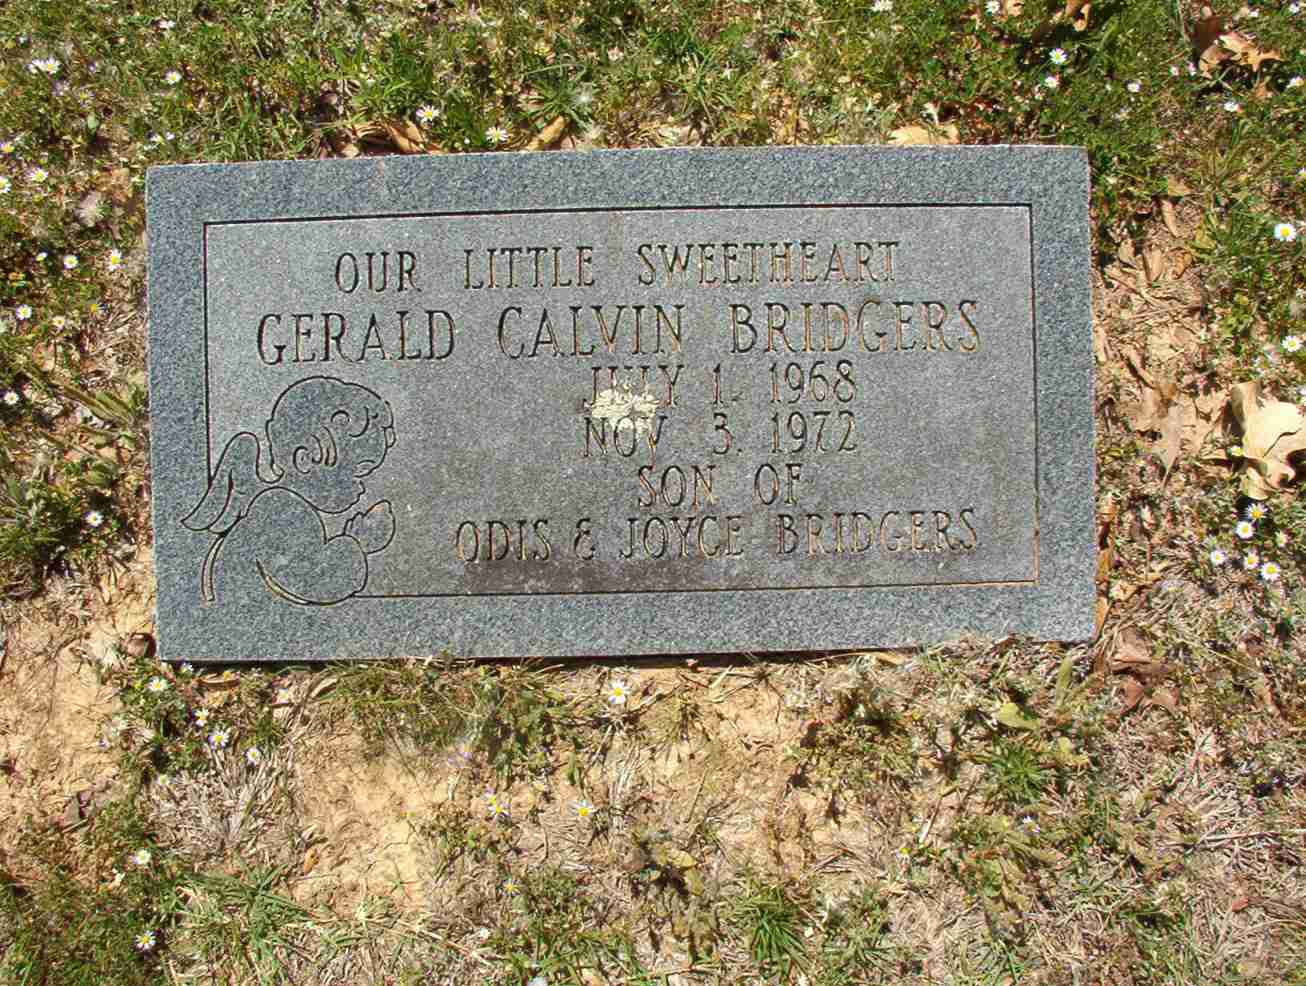 OUR LITTLE SWEETHEART
GERALD CALVIN BRIDGERS
JULY 1. 1968
NOV 3. 1972
SON OF
ODIS & JOYCE BRIDGERS